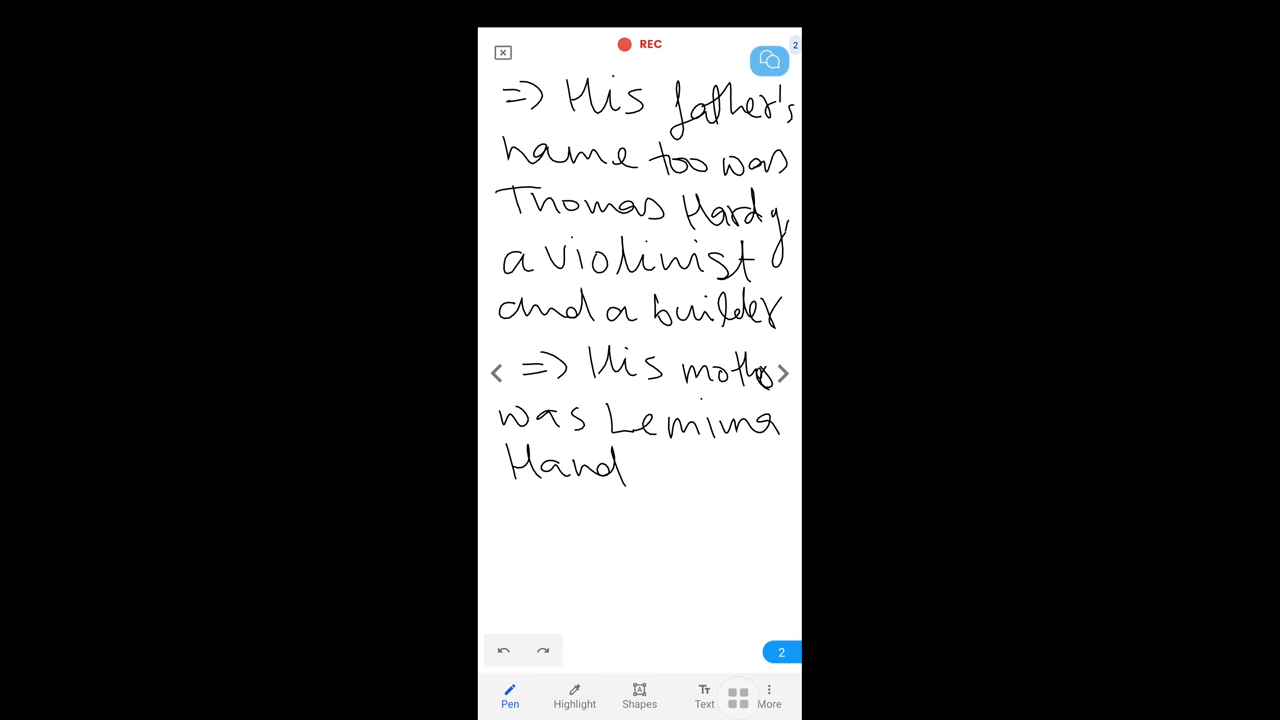 REC
2
=> His father's
name too was
Thomas Hardy,
a violinist
and a builder
=> His mother
was Lemima
Hand
2
Pen Highlight Shapes Text More